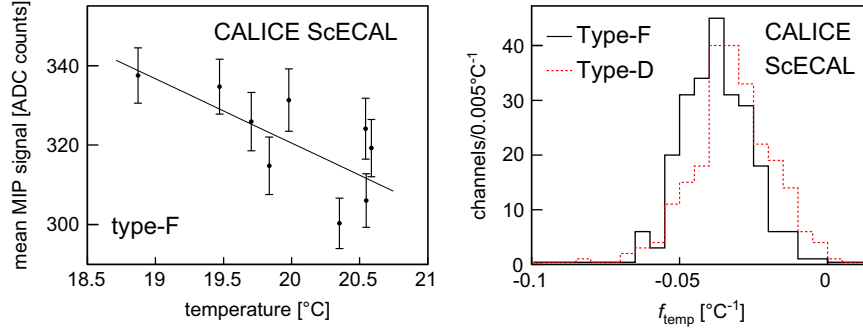 CALICE ScECAL
mean MIP signal [ADC counts]
340
320
300
type-F
18.5 19 19.5 20 20.5 21
temperature [°C]
Type-F CALICE
Type-D ScECAL
channels/0.005°C⁻¹
40
30
20
10
0
-0.1 -0.05 0
f_temp [°C⁻¹]